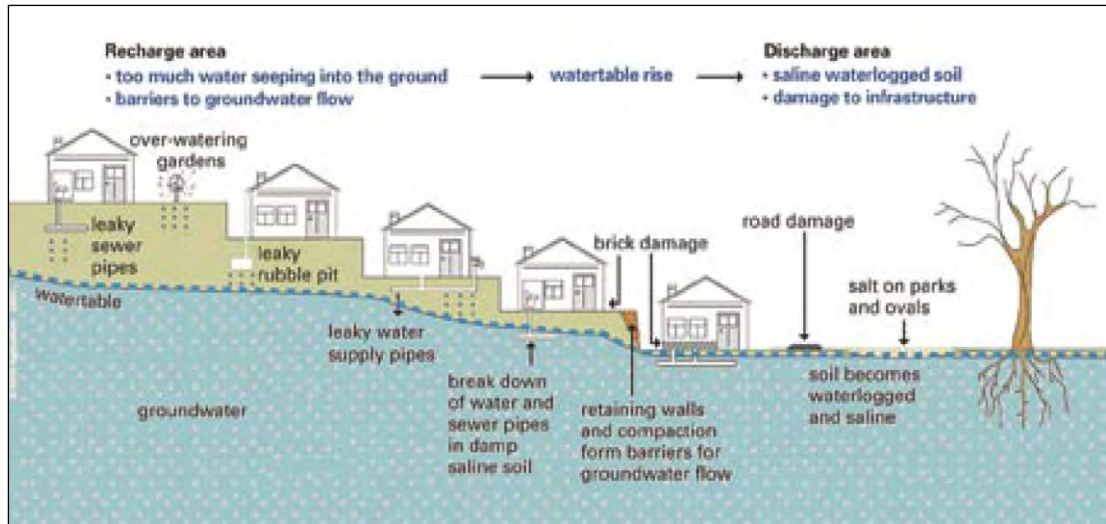 Recharge area
• too much water seeping into the ground
• barriers to groundwater flow
watertable rise
Discharge area
• saline waterlogged soil
• damage to infrastructure
over-watering
gardens
leaky
sewer
pipes
leaky
rubble pit
brick damage
road damage
salt on parks
and ovals
watertable
leaky water
supply pipes
break down
of water and
sewer pipes
in damp
saline soil
retaining walls
and compaction
form barriers for
groundwater flow
soil becomes
waterlogged
and saline
groundwater